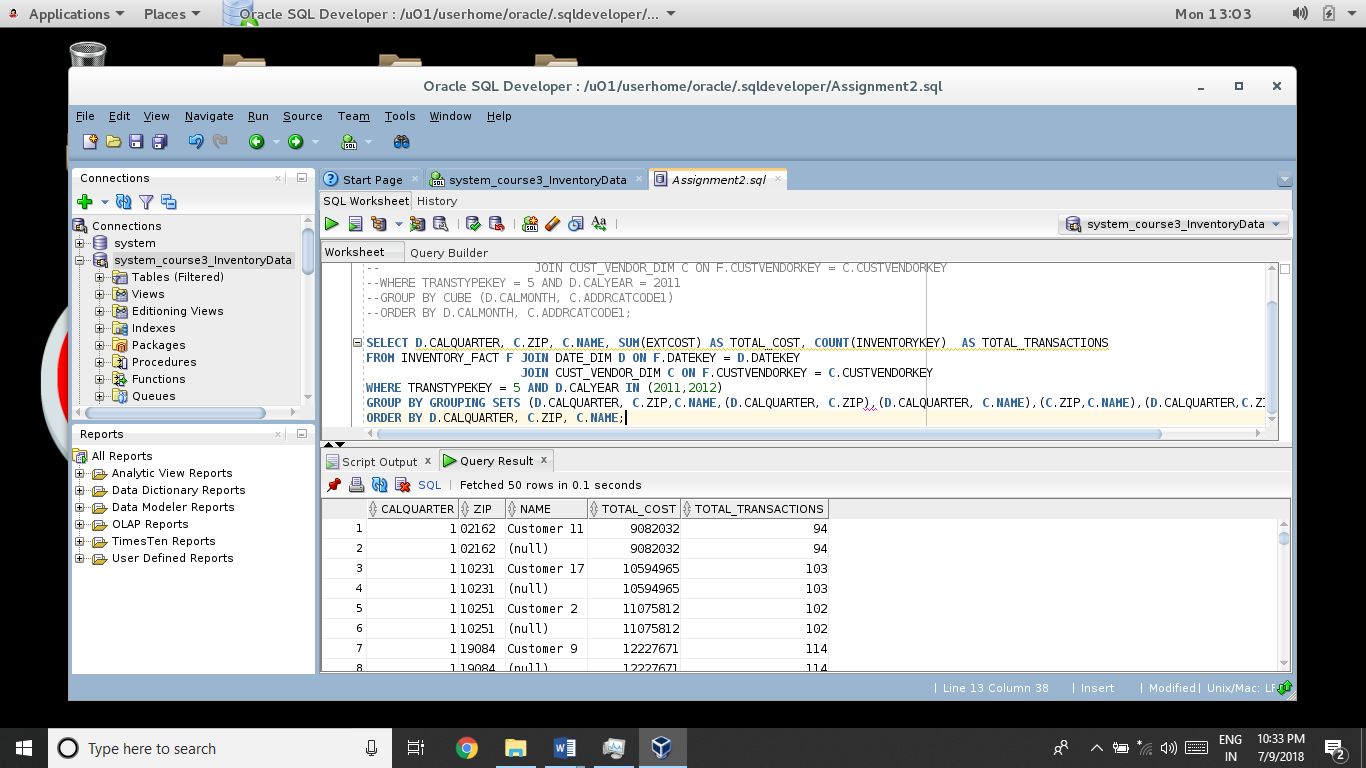 Applications Places Oracle SQL Developer : /u01/userhome/oracle/.sqldeveloper/... Mon 13:03
Oracle SQL Developer : /u01/userhome/oracle/.sqldeveloper/Assignment2.sql
File Edit View Navigate Run Source Team Tools Window Help
Connections
Start Page system_course3_InventoryData Assignment2.sql
SQL Worksheet History
system_course3_InventoryData
Worksheet Query Builder
Connections
system
system_course3_InventoryData
Tables (Filtered)
Views
Editioning Views
Indexes
Packages
Procedures
Functions
Queues
-- JOIN CUST_VENDOR_DIM C ON F.CUSTVENDORKEY = C.CUSTVENDORKEY
--WHERE TRANSTYPEKEY = 5 AND D.CALYEAR = 2011
--GROUP BY CUBE (D.CALMONTH, C.ADDRCATCODE1)
--ORDER BY D.CALMONTH, C.ADDRCATCODE1;
SELECT D.CALQUARTER, C.ZIP, C.NAME, SUM(EXTCOST) AS TOTAL_COST, COUNT(INVENTORYKEY) AS TOTAL_TRANSACTIONS
FROM INVENTORY_FACT F JOIN DATE_DIM D ON F.DATEKEY = D.DATEKEY
JOIN CUST_VENDOR_DIM C ON F.CUSTVENDORKEY = C.CUSTVENDORKEY
WHERE TRANSTYPEKEY = 5 AND D.CALYEAR IN (2011,2012)
GROUP BY GROUPING SETS (D.CALQUARTER, C.ZIP,C.NAME,(D.CALQUARTER, C.ZIP),(D.CALQUARTER, C.NAME),(C.ZIP,C.NAME),(D.CALQUARTER,C.ZI
ORDER BY D.CALQUARTER, C.ZIP, C.NAME;
Reports
All Reports
Analytic View Reports
Data Dictionary Reports
Data Modeler Reports
OLAP Reports
TimesTen Reports
User Defined Reports
Script Output x Query Result x
SQL | Fetched 50 rows in 0.1 seconds
CALQUARTER ZIP NAME TOTAL_COST TOTAL_TRANSACTIONS
1 1 02162 Customer 11 9082032 94
2 1 02162 (null) 9082032 94
3 1 10231 Customer 17 10594965 103
4 1 10231 (null) 10594965 103
5 1 10251 Customer 2 11075812 102
6 1 10251 (null) 11075812 102
7 1 19084 Customer 9 12227671 114
8 1 19084 (null) 12227671 114
| Line 13 Column 38 | Insert | Modified | Unix/Mac: LF
Type here to search
ENG 10:33 PM
IN 7/9/2018
2